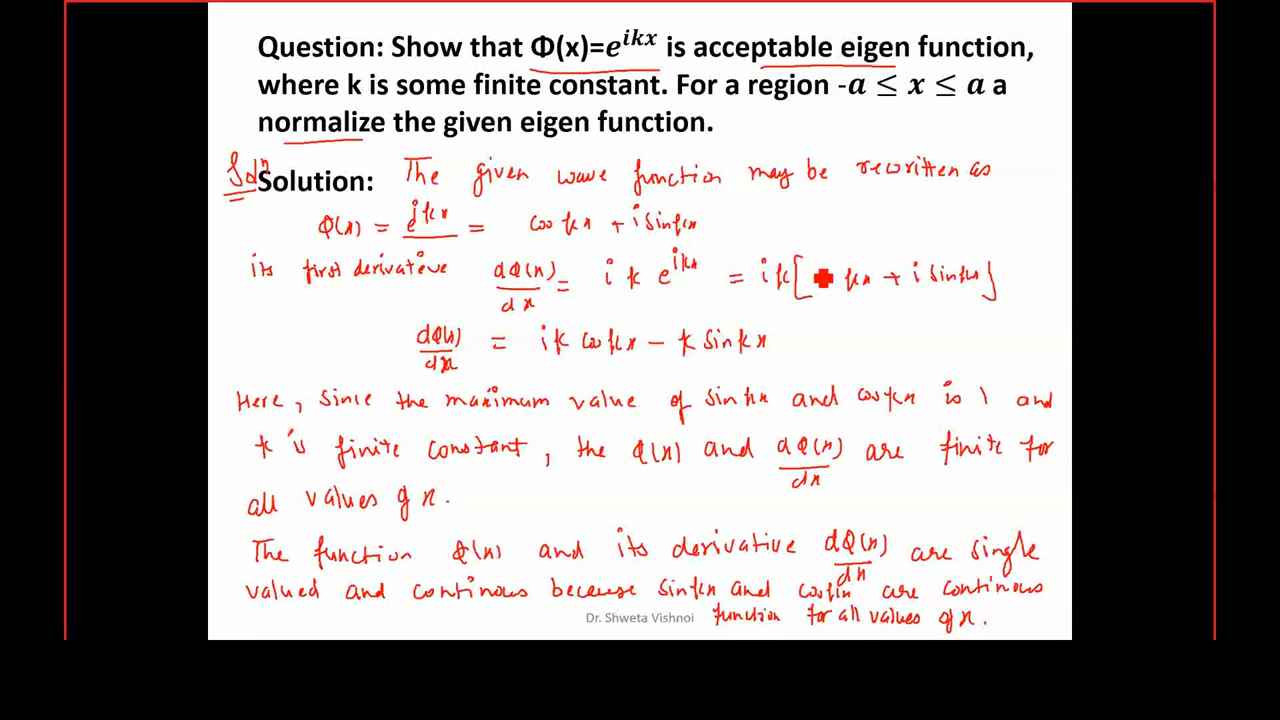 Question: Show that Φ(x)=e^{ikx} is acceptable eigen function,
where k is some finite constant. For a region -a ≤ x ≤ a a
normalize the given eigen function.
Solⁿ Solution: The given wave function may be rewritten as
Φ(x) = e^{ikx} = cos kx + i sin kx
its first derivative dΦ(x)/dx = i k e^{ikx} = ik[ kx + i sin kx]
dΦ(x)/dx = ik cos kx - k sin kx
Here, since the maximum value of sin kx and cos kx is 1 and
k is finite constant, the Φ(x) and dΦ(x)/dx are finite for
all values of x.
The function Φ(x) and its derivative dΦ(x)/dx are single
valued and continous because sin kx and cos kx are continous
function for all values of x.
Dr. Shweta Vishnoi